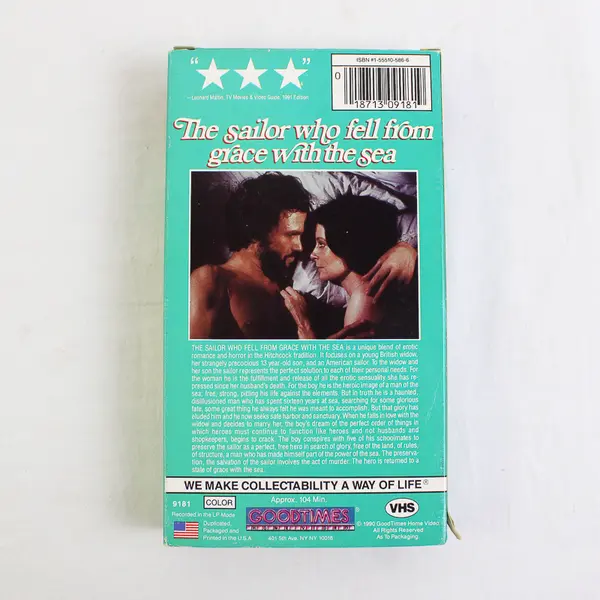 "★★★"
–Leonard Maltin, TV Movies & Video Guide, 1991 Edition
ISBN #1-55510-586-6
0 18713 09181
The sailor who fell from
grace with the sea
THE SAILOR WHO FELL FROM GRACE WITH THE SEA is a unique blend of erotic
romance and horror in the Hitchcock tradition. It focuses on a young British widow,
her strangely precocious 13 year-old son, and an American sailor. To the widow and
her son the sailor represents the perfect solution to each of their personal needs. For
the woman he is the fulfillment and release of all the erotic sensuality she has re-
pressed since her husband's death. For the boy he is the heroic image of a man of the
sea; free, strong, pitting his life against the elements. But in truth he is a haunted,
disillusioned man who has spent sixteen years at sea, searching for some glorious
fate, some great thing he always felt he was meant to accomplish. But that glory has
eluded him and he now seeks safe harbor and sanctuary. When he falls in love with the
widow and decides to marry her, the boy's dream of the perfect order of things in
which heroes must continue to function like heroes and not husbands and
shopkeepers, begins to crack. The boy conspires with five of his schoolmates to
preserve the sailor as a perfect, free hero in search of glory, free of the land, of rules,
of structure, a man who has made himself part of the power of the sea. The preserva-
tion, the salvation of the sailor involves the act of murder. The hero is returned to a
state of grace with the sea.
WE MAKE COLLECTABILITY A WAY OF LIFE®
9181 COLOR Approx. 104 Min.
Recorded in the LP Mode
Duplicated,
Packaged and
Printed in the U.S.A
GOODTIMES
401 5th Ave. NY NY 10016
VHS
© 1990 GoodTimes Home Video
All Rights Reserved
As To Packaging.